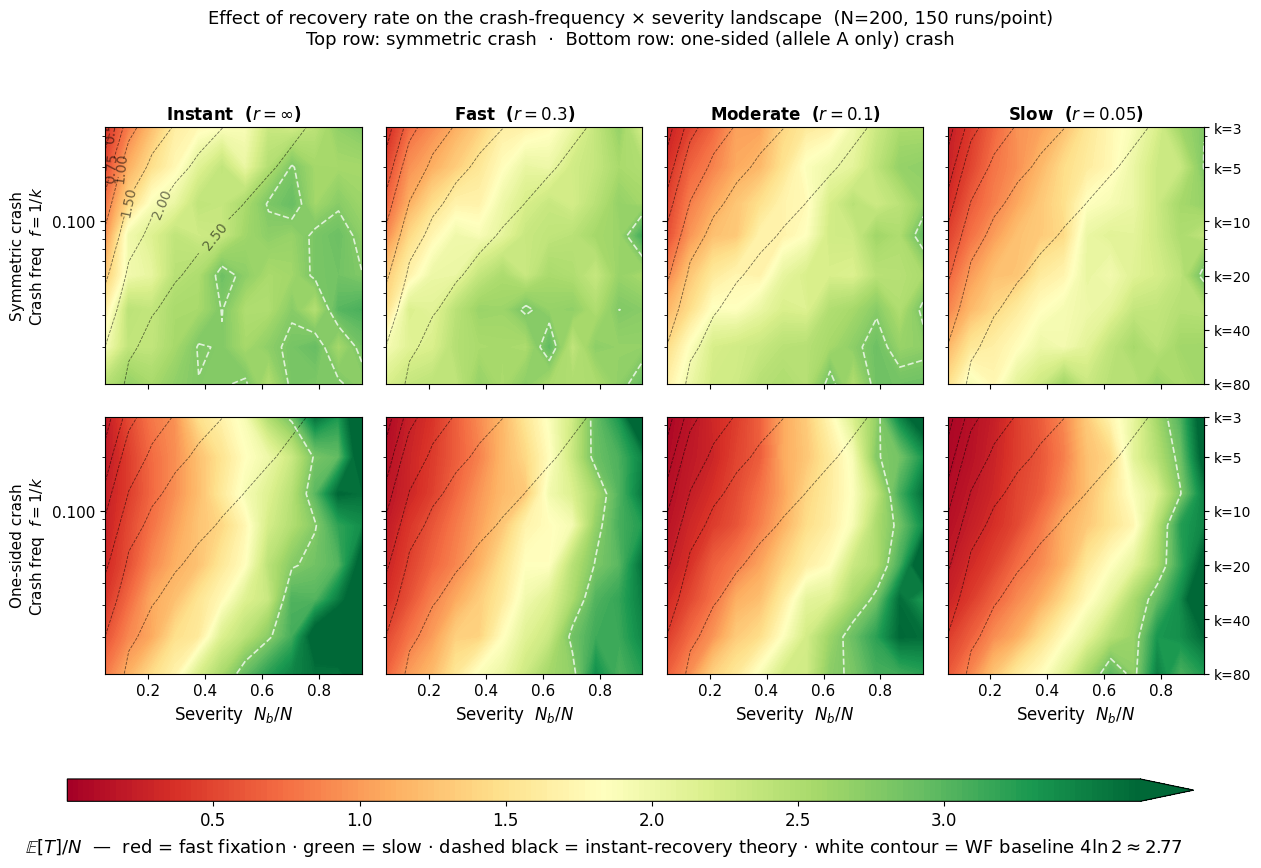 Effect of recovery rate on the crash-frequency × severity landscape (N=200, 150 runs/point)
Top row: symmetric crash · Bottom row: one-sided (allele A only) crash
Instant (r = ∞)
Fast (r = 0.3)
Moderate (r = 0.1)
Slow (r = 0.05)
Symmetric crash
Crash freq f = 1/k
0.100
0.75
1.00
1.50
2.00
2.50
k=3
k=5
k=10
k=20
k=40
k=80
One-sided crash
Crash freq f = 1/k
0.100
k=3
k=5
k=10
k=20
k=40
k=80
0.2 0.4 0.6 0.8
0.2 0.4 0.6 0.8
0.2 0.4 0.6 0.8
0.2 0.4 0.6 0.8
Severity N_b/N
Severity N_b/N
Severity N_b/N
Severity N_b/N
0.5 1.0 1.5 2.0 2.5 3.0
𝔼[T]/N — red = fast fixation · green = slow · dashed black = instant-recovery theory · white contour = WF baseline 4 ln 2 ≈ 2.77